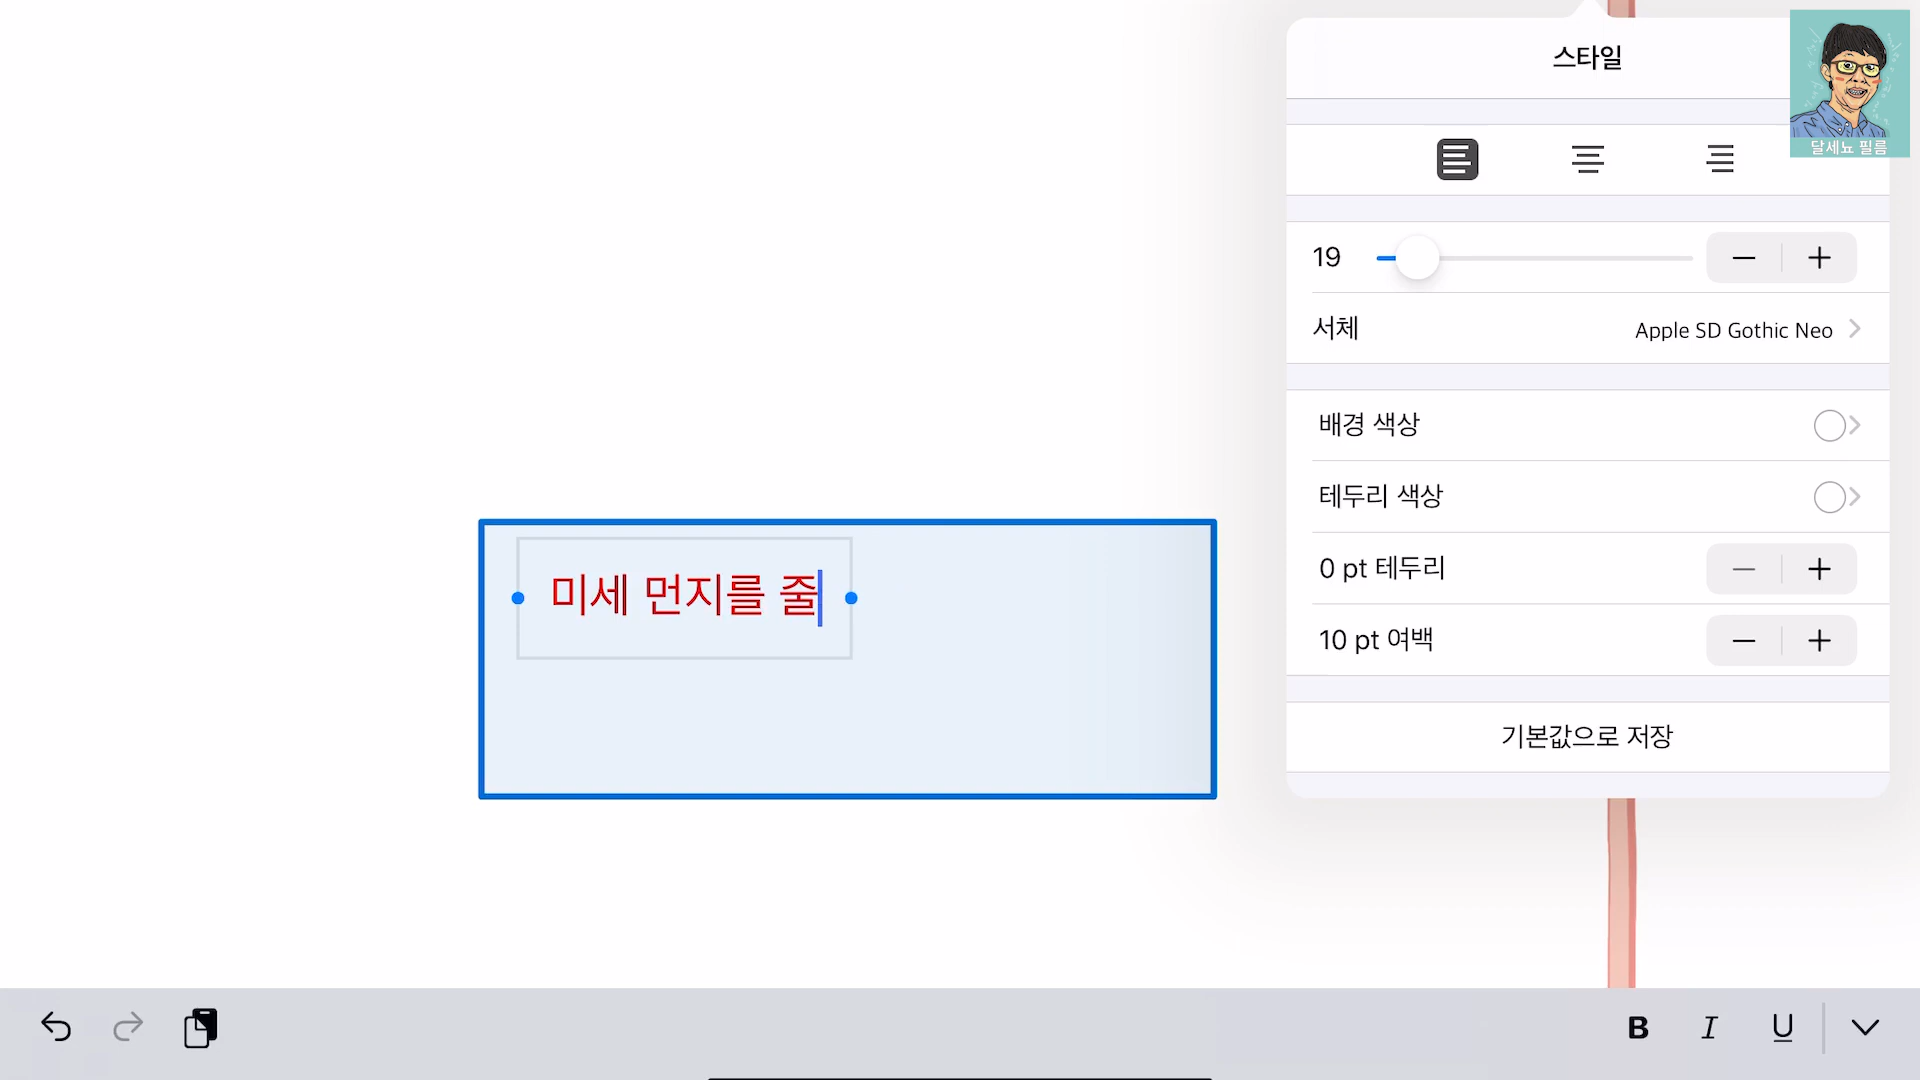 스타일
달세뇨 필름
19
서체 Apple SD Gothic Neo
배경 색상
테두리 색상
0 pt 테두리
10 pt 여백
기본값으로 저장
미세 먼지를 줄
B I U